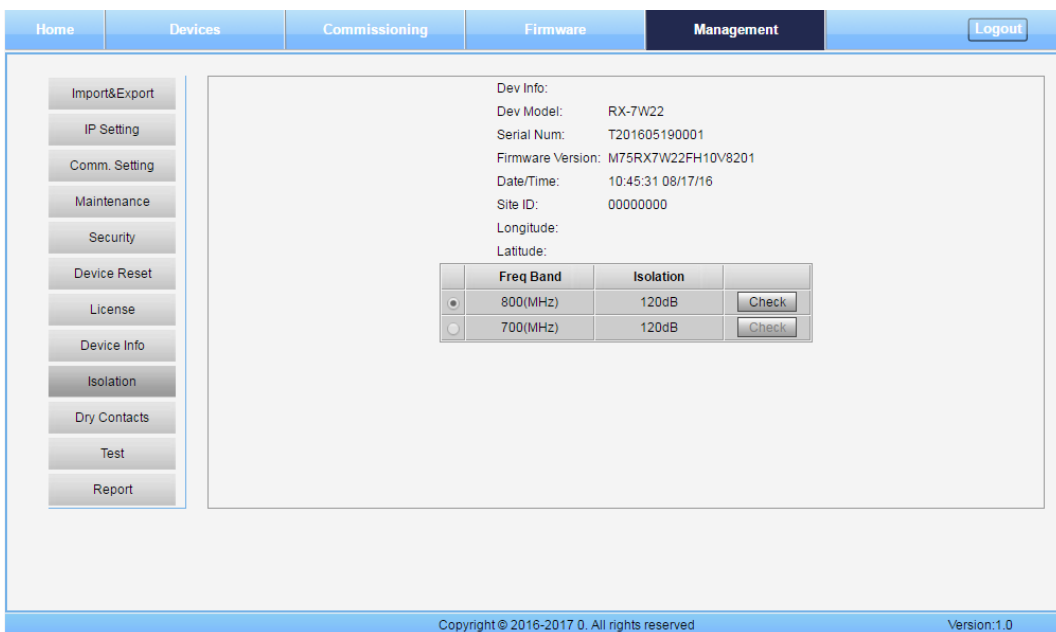 Home Devices Commissioning Firmware Management Logout
Import&Export
IP Setting
Comm. Setting
Maintenance
Security
Device Reset
License
Device Info
Isolation
Dry Contacts
Test
Report
Dev Info:
Dev Model: RX-7W22
Serial Num: T201605190001
Firmware Version: M75RX7W22FH10V8201
Date/Time: 10:45:31 08/17/16
Site ID: 00000000
Longitude:
Latitude:
Freq Band Isolation
800(MHz) 120dB Check
700(MHz) 120dB Check
Copyright © 2016-2017 0. All rights reserved Version:1.0